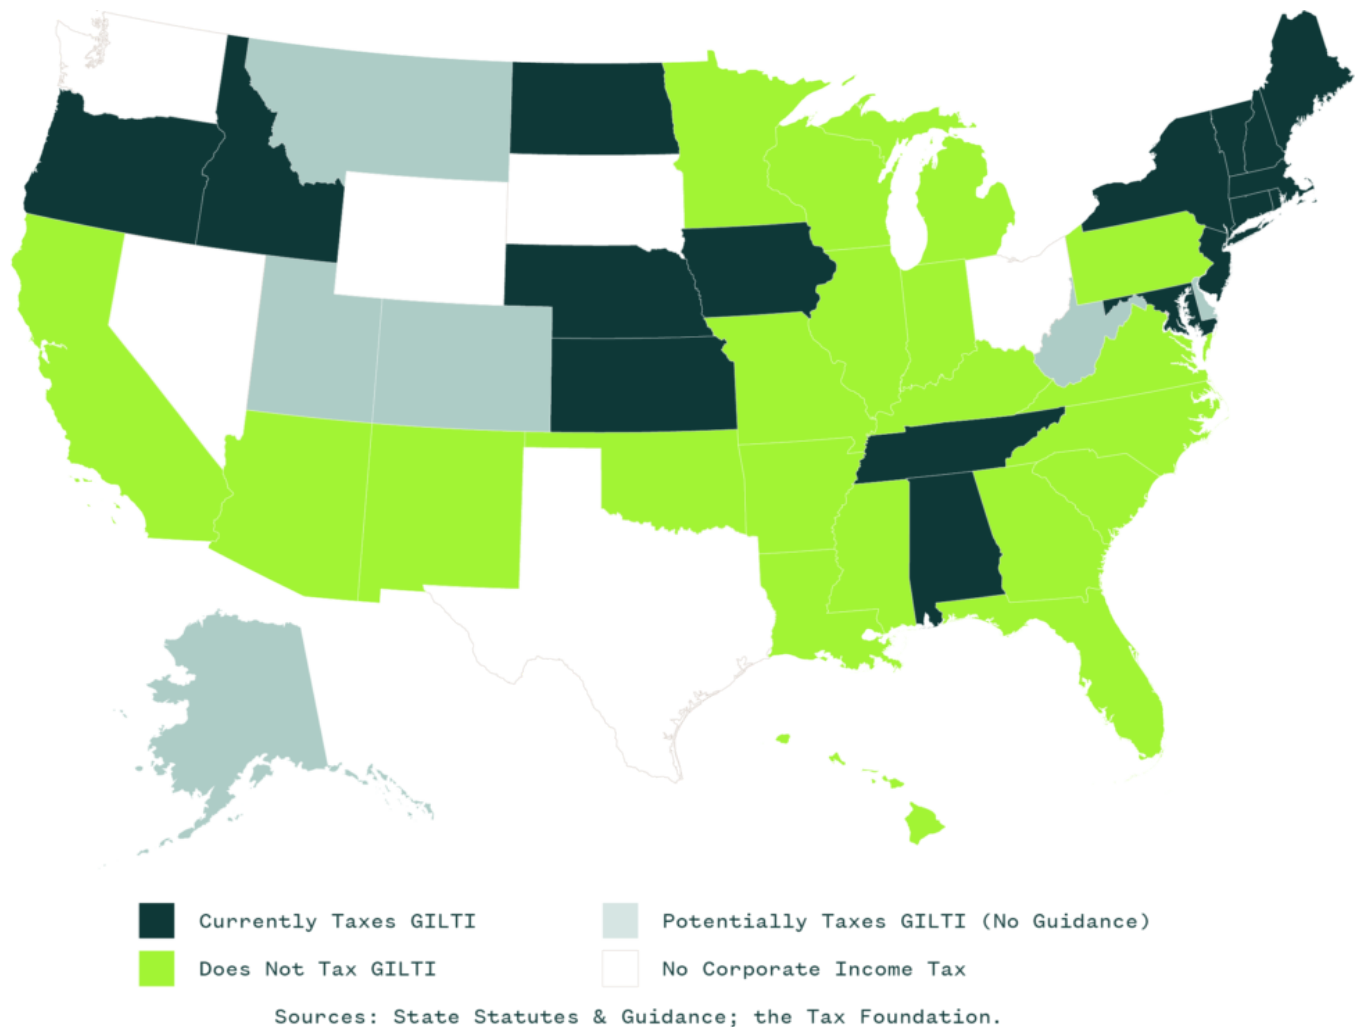 Currently Taxes GILTI
Potentially Taxes GILTI (No Guidance)
Does Not Tax GILTI
No Corporate Income Tax
Sources: State Statutes & Guidance; the Tax Foundation.